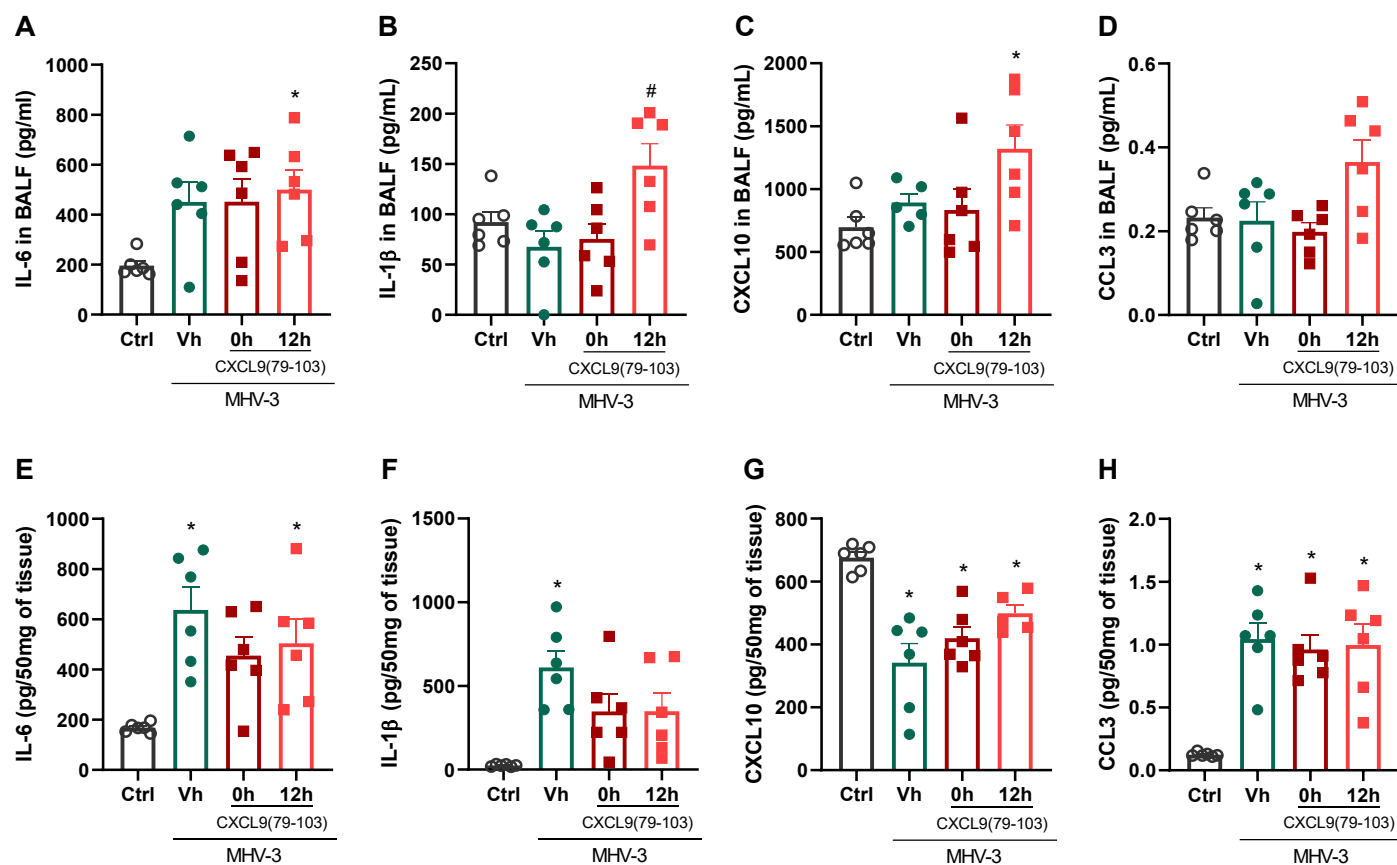 A
IL-6 in BALF (pg/ml)
1000
800
600
400
200
0
*
Ctrl Vh 0h 12h
CXCL9(79-103)
MHV-3
B
IL-1β in BALF (pg/mL)
250
200
150
100
50
0
#
Ctrl Vh 0h 12h
CXCL9(79-103)
MHV-3
C
CXCL10 in BALF (pg/mL)
2000
1500
1000
500
0
*
Ctrl Vh 0h 12h
CXCL9(79-103)
MHV-3
D
CCL3 in BALF (pg/mL)
0.6
0.4
0.2
0.0
Ctrl Vh 0h 12h
CXCL9(79-103)
MHV-3
E
IL-6 (pg/50mg of tissue)
1000
800
600
400
200
0
* *
Ctrl Vh 0h 12h
CXCL9(79-103)
MHV-3
F
IL-1β (pg/50mg of tissue)
1500
1000
500
0
*
Ctrl Vh 0h 12h
CXCL9(79-103)
MHV-3
G
CXCL10 (pg/50mg of tissue)
800
600
400
200
0
* * *
Ctrl Vh 0h 12h
CXCL9(79-103)
MHV-3
H
CCL3 (pg/50mg of tissue)
2.0
1.5
1.0
0.5
0.0
* * *
Ctrl Vh 0h 12h
CXCL9(79-103)
MHV-3